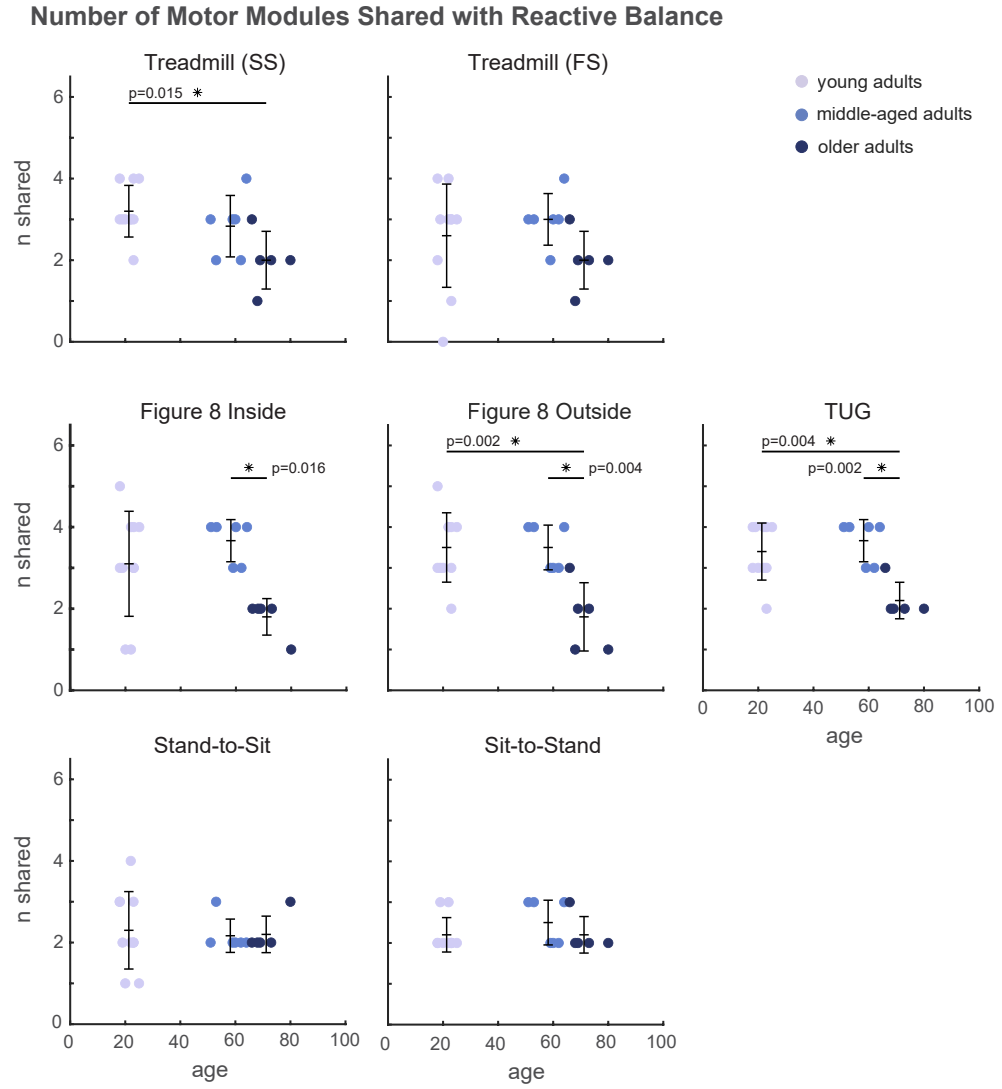 Number of Motor Modules Shared with Reactive Balance
Treadmill (SS)
Treadmill (FS)
young adults
middle-aged adults
older adults
n shared
6
4
2
0
p=0.015 *
Figure 8 Inside
Figure 8 Outside
TUG
n shared
6
4
2
0
* p=0.016
p=0.002 *
* p=0.004
p=0.004 *
p=0.002 *
0 20 40 60 80 100
age
Stand-to-Sit
Sit-to-Stand
n shared
6
4
2
0
0 20 40 60 80 100
age
0 20 40 60 80 100
age